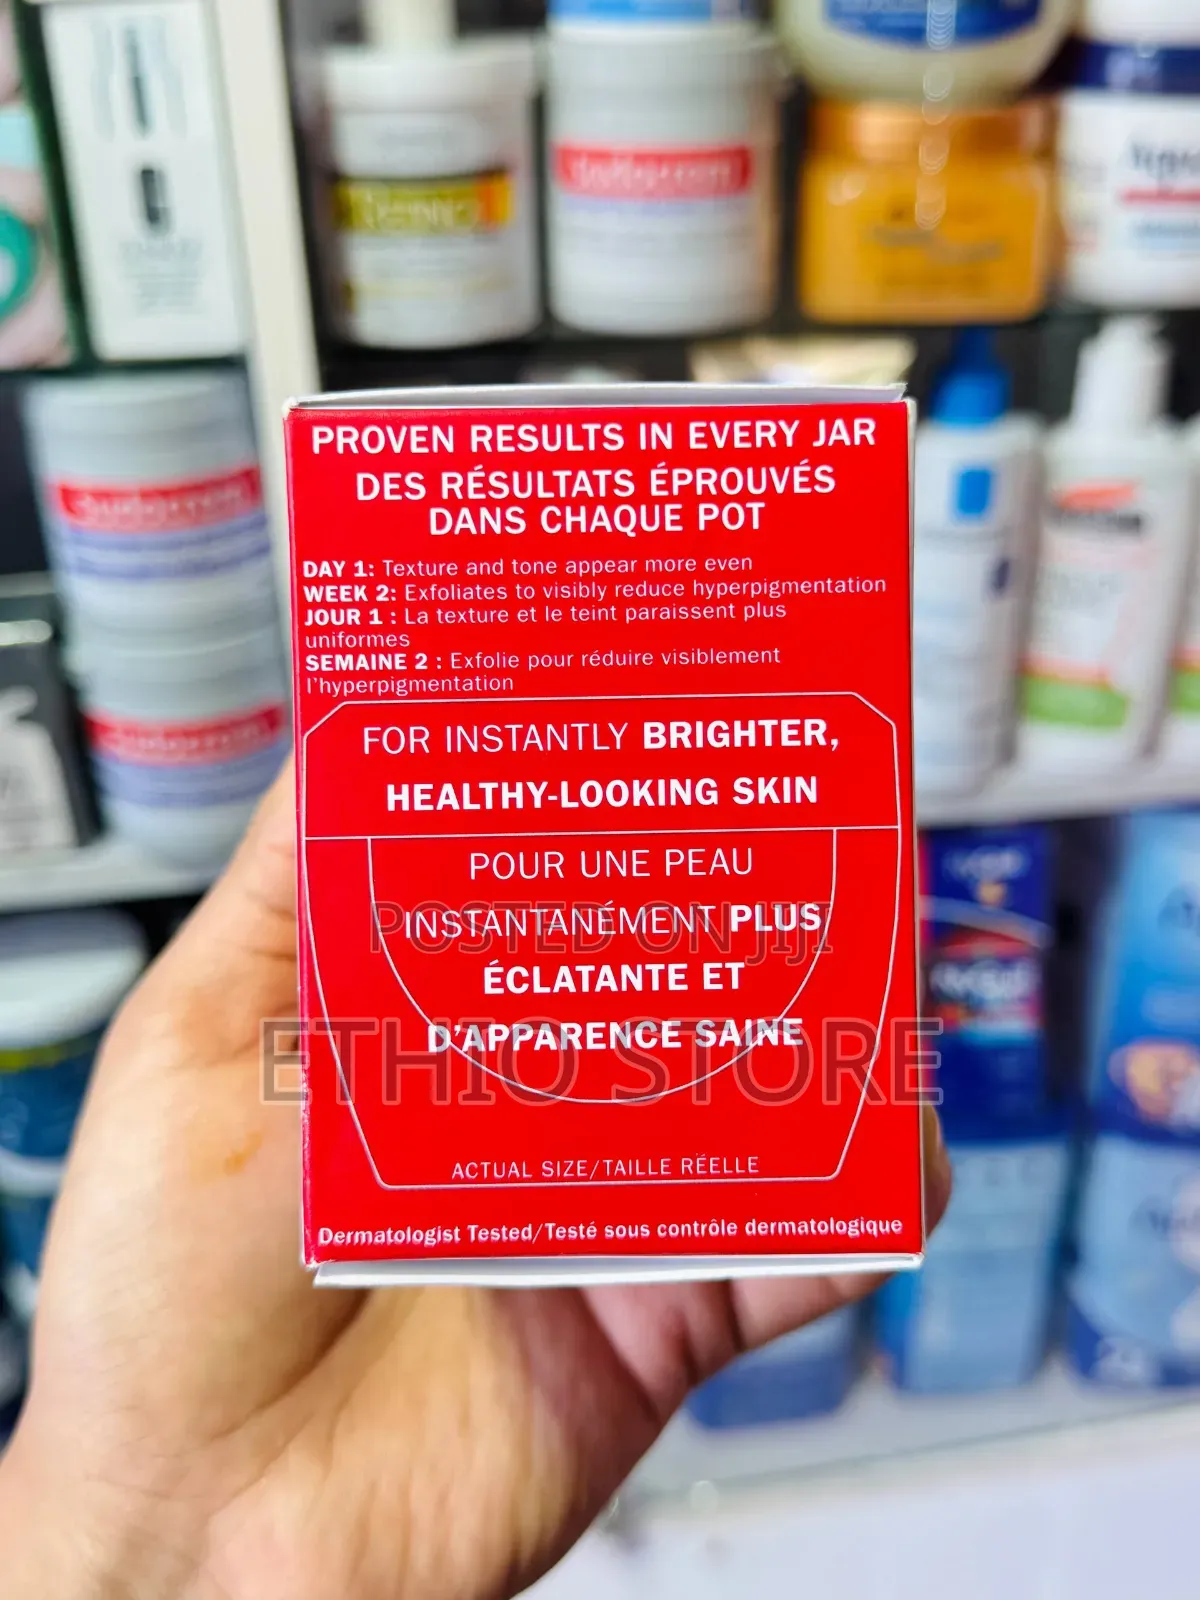 PROVEN RESULTS IN EVERY JAR
DES RÉSULTATS ÉPROUVÉS
DANS CHAQUE POT
DAY 1: Texture and tone appear more even
WEEK 2: Exfoliates to visibly reduce hyperpigmentation
JOUR 1 : La texture et le teint paraissent plus
uniformes
SEMAINE 2 : Exfolie pour réduire visiblement
l'hyperpigmentation
FOR INSTANTLY BRIGHTER,
HEALTHY-LOOKING SKIN
POUR UNE PEAU
INSTANTANÉMENT PLUS
POSTED ON JIJI
ÉCLATANTE ET
D'APPARENCE SAINE
ETHIO STORE
ACTUAL SIZE/TAILLE RÉELLE
Dermatologist Tested/Testé sous contrôle dermatologique